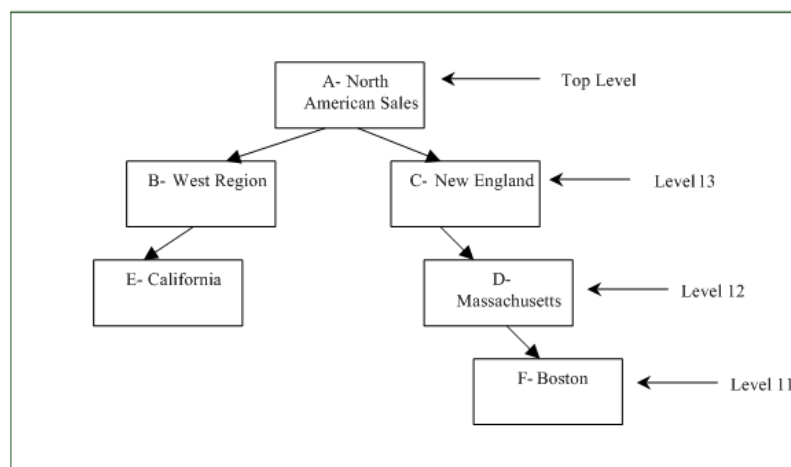 A- North
American Sales
Top Level
B- West Region
C- New England
Level 13
E- California
D-
Massachusetts
Level 12
F- Boston
Level 11